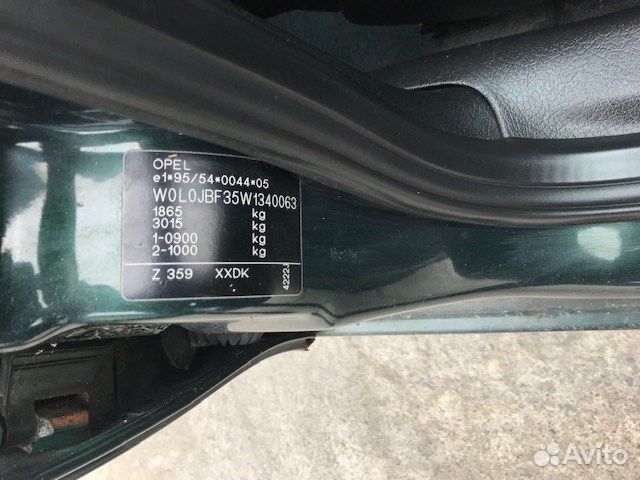 OPEL
e1*95/54*0044*05
W0L0JBF35W1340063
1865 kg
3015 kg
1-0900 kg
2-1000 kg
Z 359 XXDK
4222J
Avito